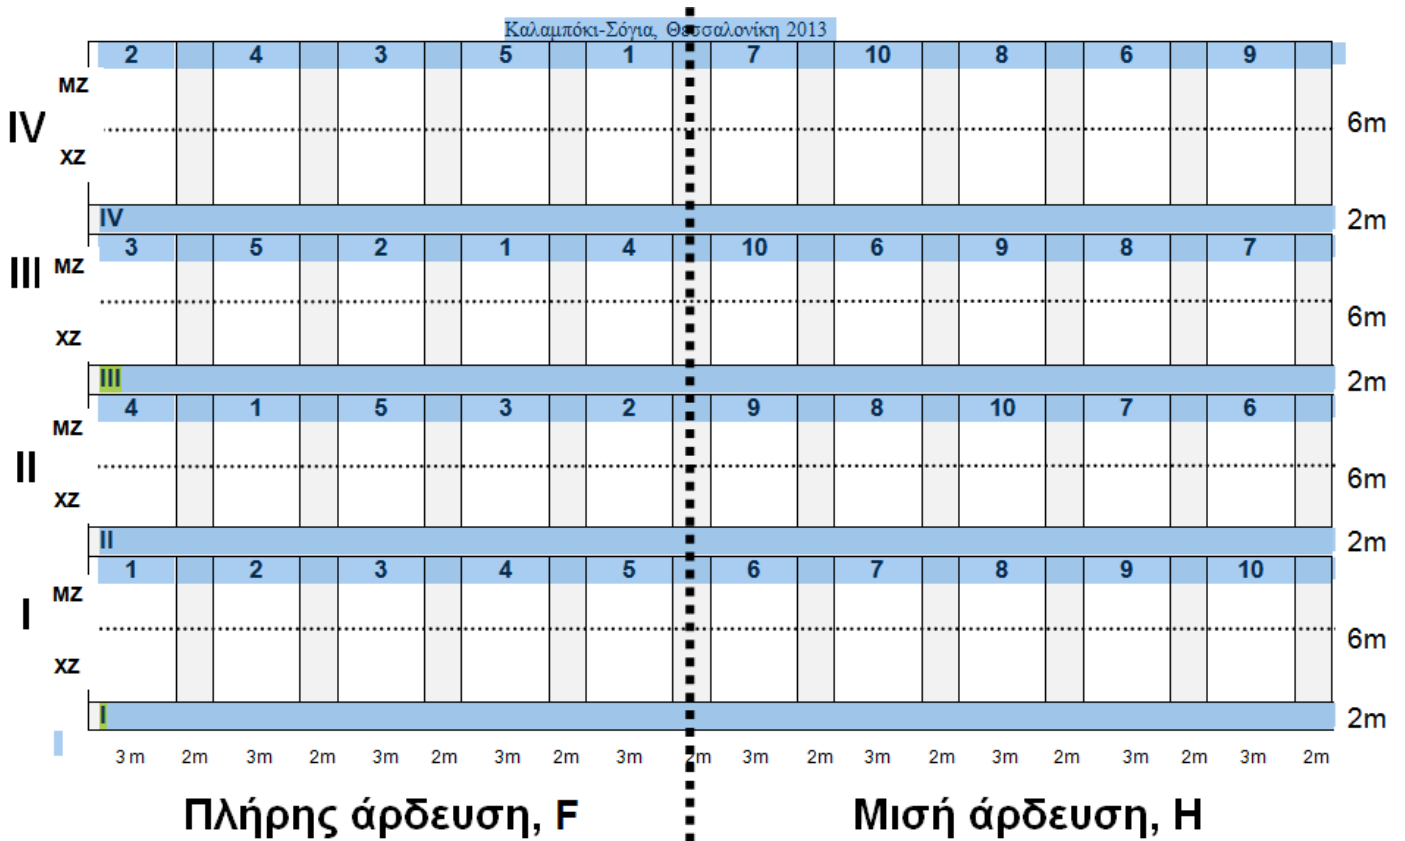 Καλαμπόκι-Σόγια, Θεσσαλονίκη 2013
2 4 3 5 1 7 10 8 6 9
MZ
IV 6m
XZ
IV 2m
3 5 2 1 4 10 6 9 8 7
III MZ
6m
XZ
III 2m
4 1 5 3 2 9 8 10 7 6
MZ
II 6m
XZ
II 2m
1 2 3 4 5 6 7 8 9 10
MZ
I 6m
XZ
I 2m
3 m 2m 3m 2m 3m 2m 3m 2m 3m 2m 3m 2m 3m 2m 3m 2m 3m 2m 3m 2m
Πλήρης άρδευση, F Μισή άρδευση, H